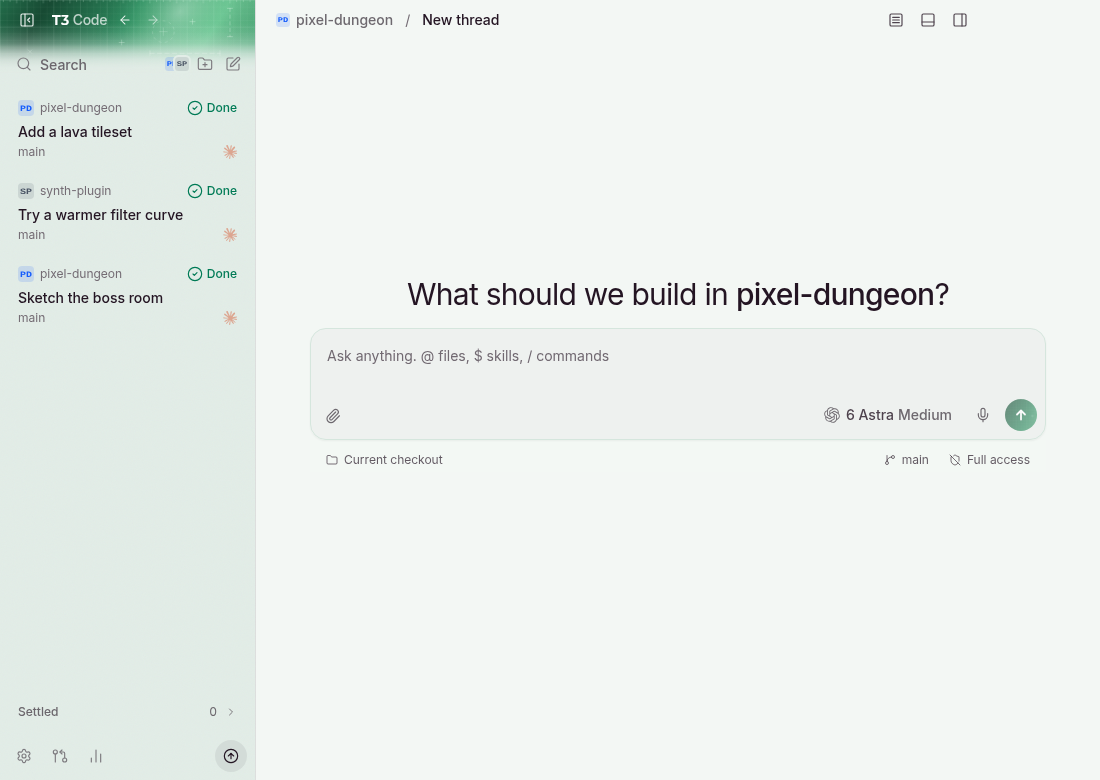 T3 Code
Search
SP
PD pixel-dungeon Done
Add a lava tileset
main
SP synth-plugin Done
Try a warmer filter curve
main
PD pixel-dungeon Done
Sketch the boss room
main
Settled 0
PD pixel-dungeon / New thread
What should we build in pixel-dungeon?
Ask anything. @ files, $ skills, / commands
6 Astra Medium
Current checkout main Full access